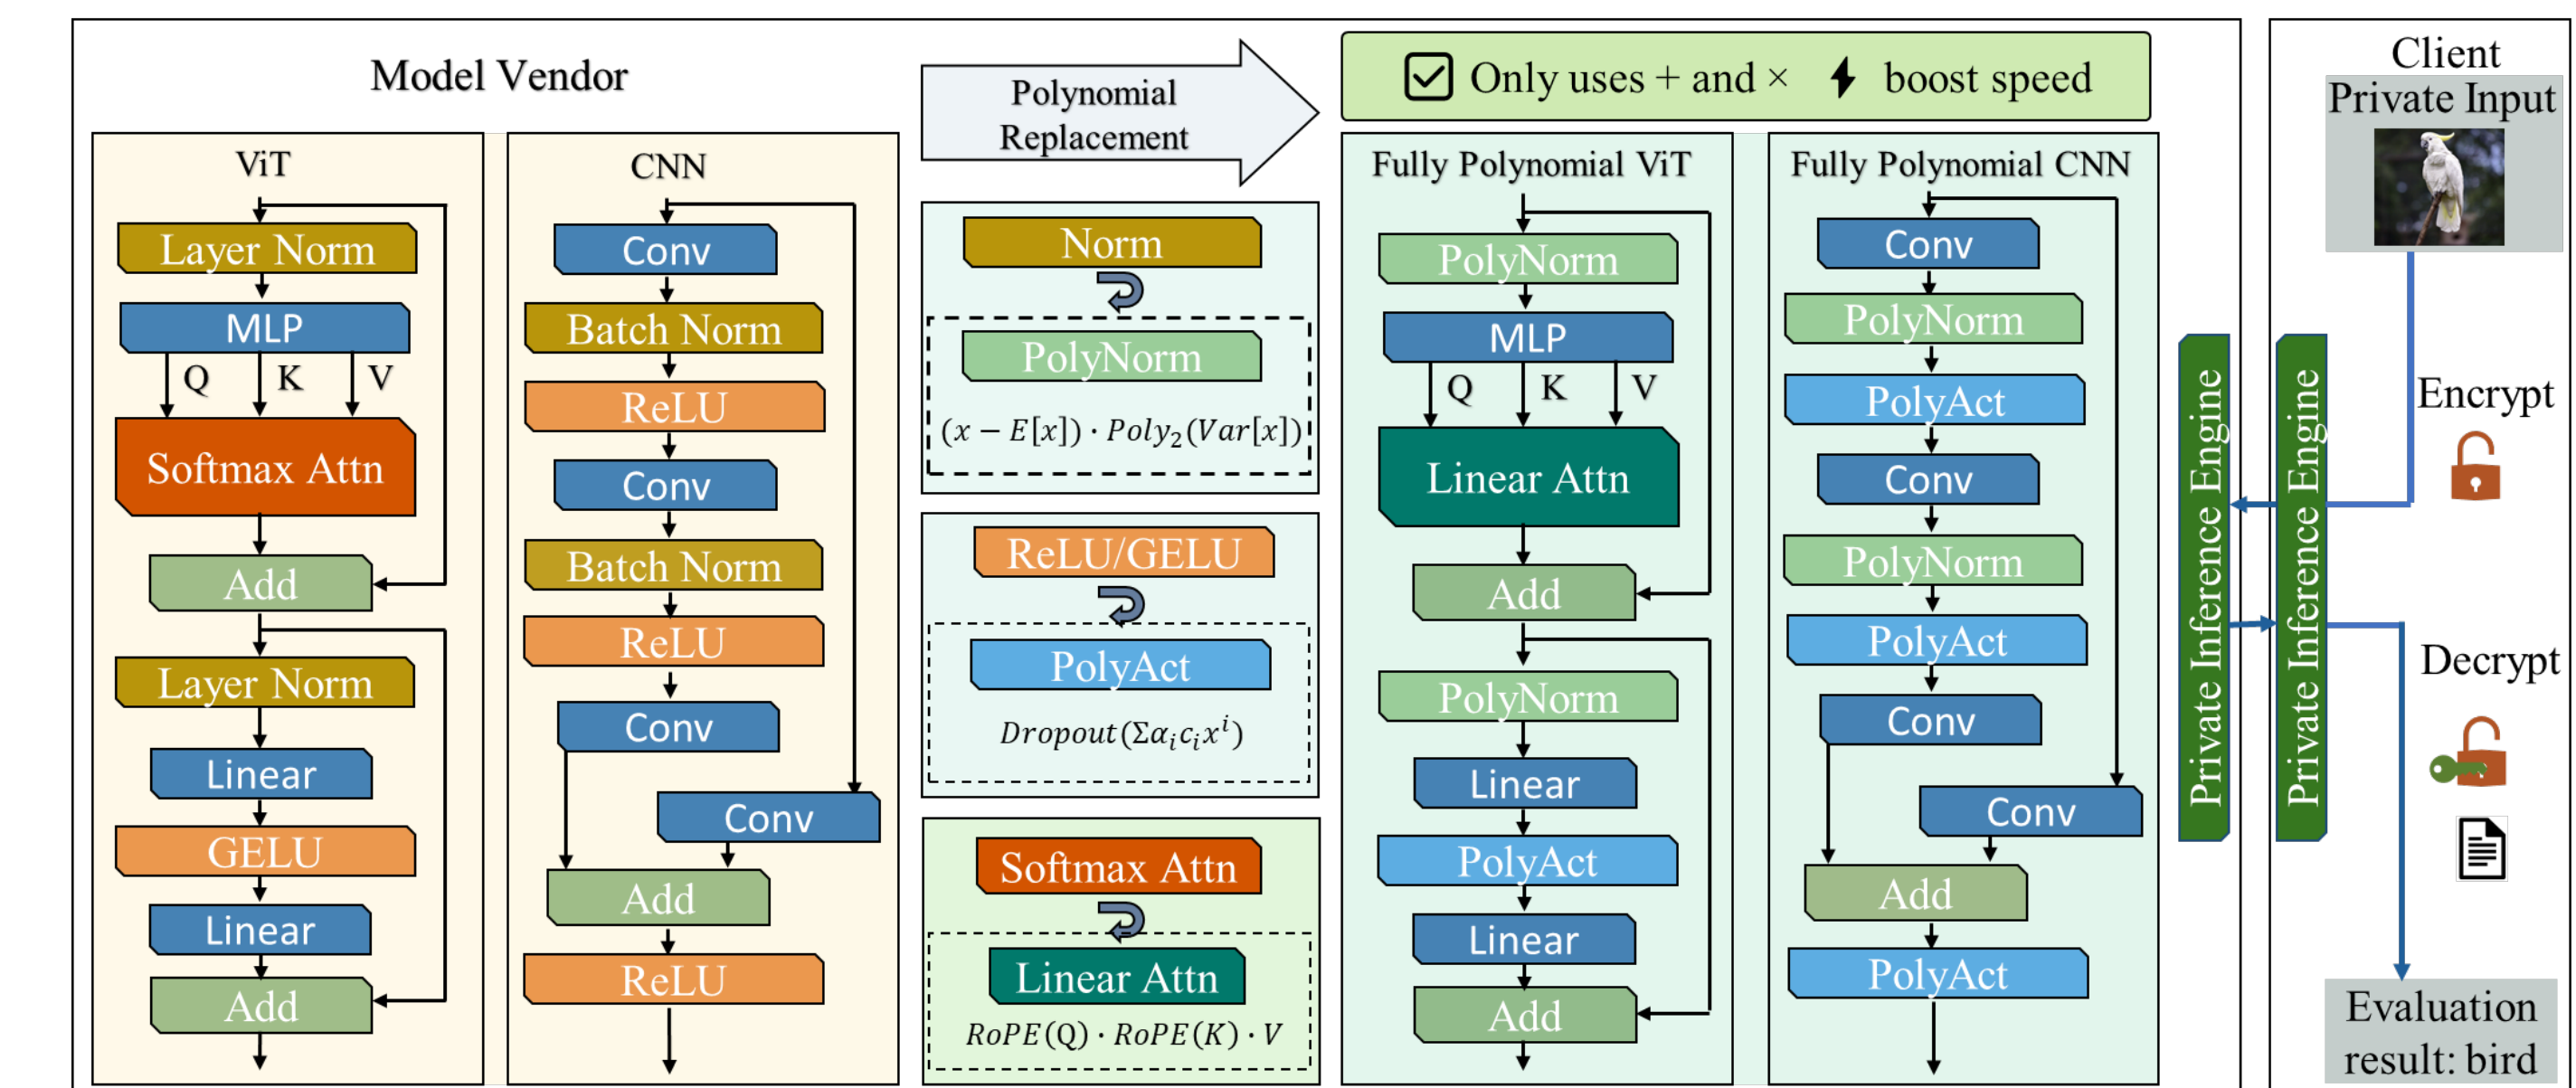 Model Vendor
ViT
Layer Norm
MLP
Q K V
Softmax Attn
Add
Layer Norm
Linear
GELU
Linear
Add
CNN
Conv
Batch Norm
ReLU
Conv
Batch Norm
ReLU
Conv
Conv
Add
ReLU
Polynomial
Replacement
Norm
PolyNorm
(x − E[x]) · Poly₂(Var[x])
ReLU/GELU
PolyAct
Dropout(Σαᵢcᵢxⁱ)
Softmax Attn
Linear Attn
RoPE(Q) · RoPE(K) · V
Only uses + and × boost speed
Fully Polynomial ViT
PolyNorm
MLP
Q K V
Linear Attn
Add
PolyNorm
Linear
PolyAct
Linear
Add
Fully Polynomial CNN
Conv
PolyNorm
PolyAct
Conv
PolyNorm
PolyAct
Conv
Conv
Add
PolyAct
Private Inference Engine
Private Inference Engine
Client
Private Input
Encrypt
Decrypt
Evaluation
result: bird